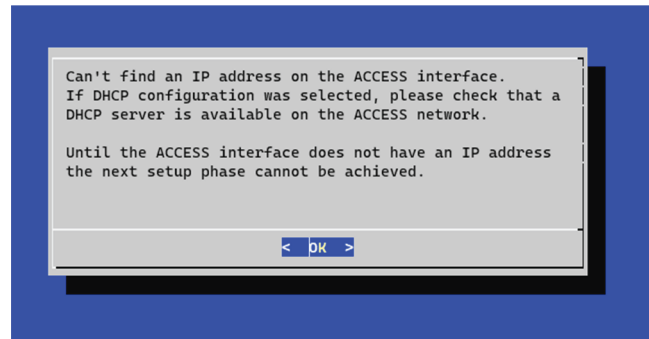 Can't find an IP address on the ACCESS interface.
If DHCP configuration was selected, please check that a
DHCP server is available on the ACCESS network.
Until the ACCESS interface does not have an IP address
the next setup phase cannot be achieved.
< OK >